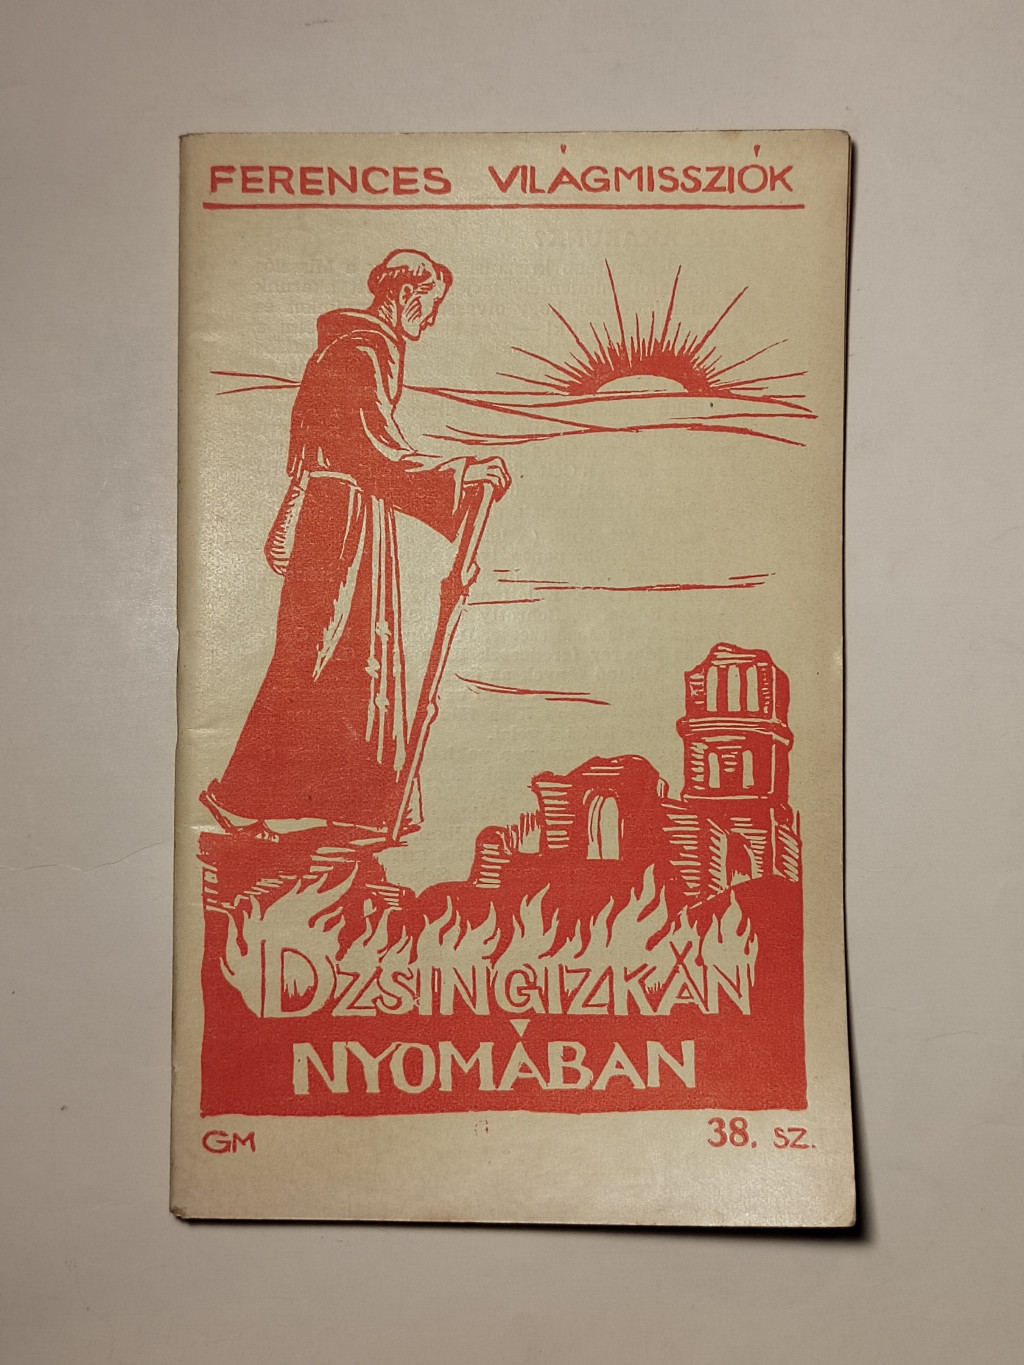 FERENCES VILÁGMISSZIÓK
DZSINGIZKÁN
NYOMÁBAN
GM 38. SZ.